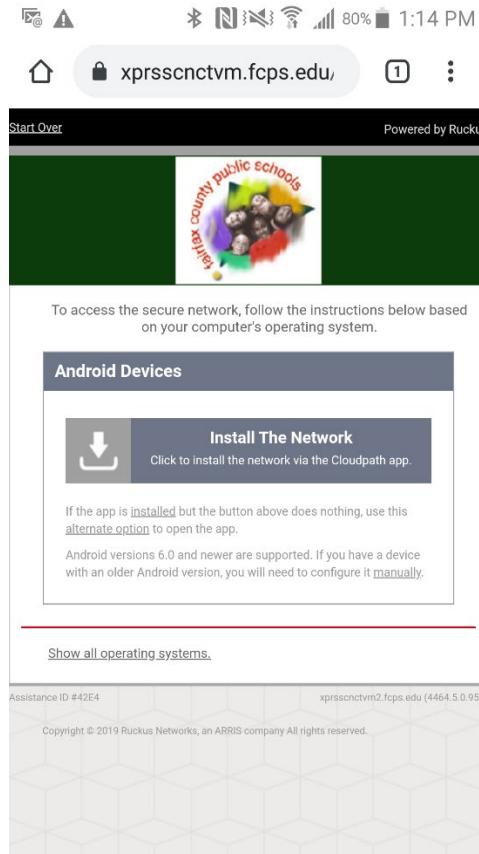 80% 1:14 PM
xprsscnctvm.fcps.edu/
1
Start Over
Powered by Rucku
fairfax county public schools
To access the secure network, follow the instructions below based
on your computer's operating system.
Android Devices
Install The Network
Click to install the network via the Cloudpath app.
If the app is installed but the button above does nothing, use this
alternate option to open the app.
Android versions 6.0 and newer are supported. If you have a device
with an older Android version, you will need to configure it manually.
Show all operating systems.
Assistance ID #42E4
xprsscnctvm2.fcps.edu (4464.5.0.95
Copyright © 2019 Ruckus Networks, an ARRIS company All rights reserved.